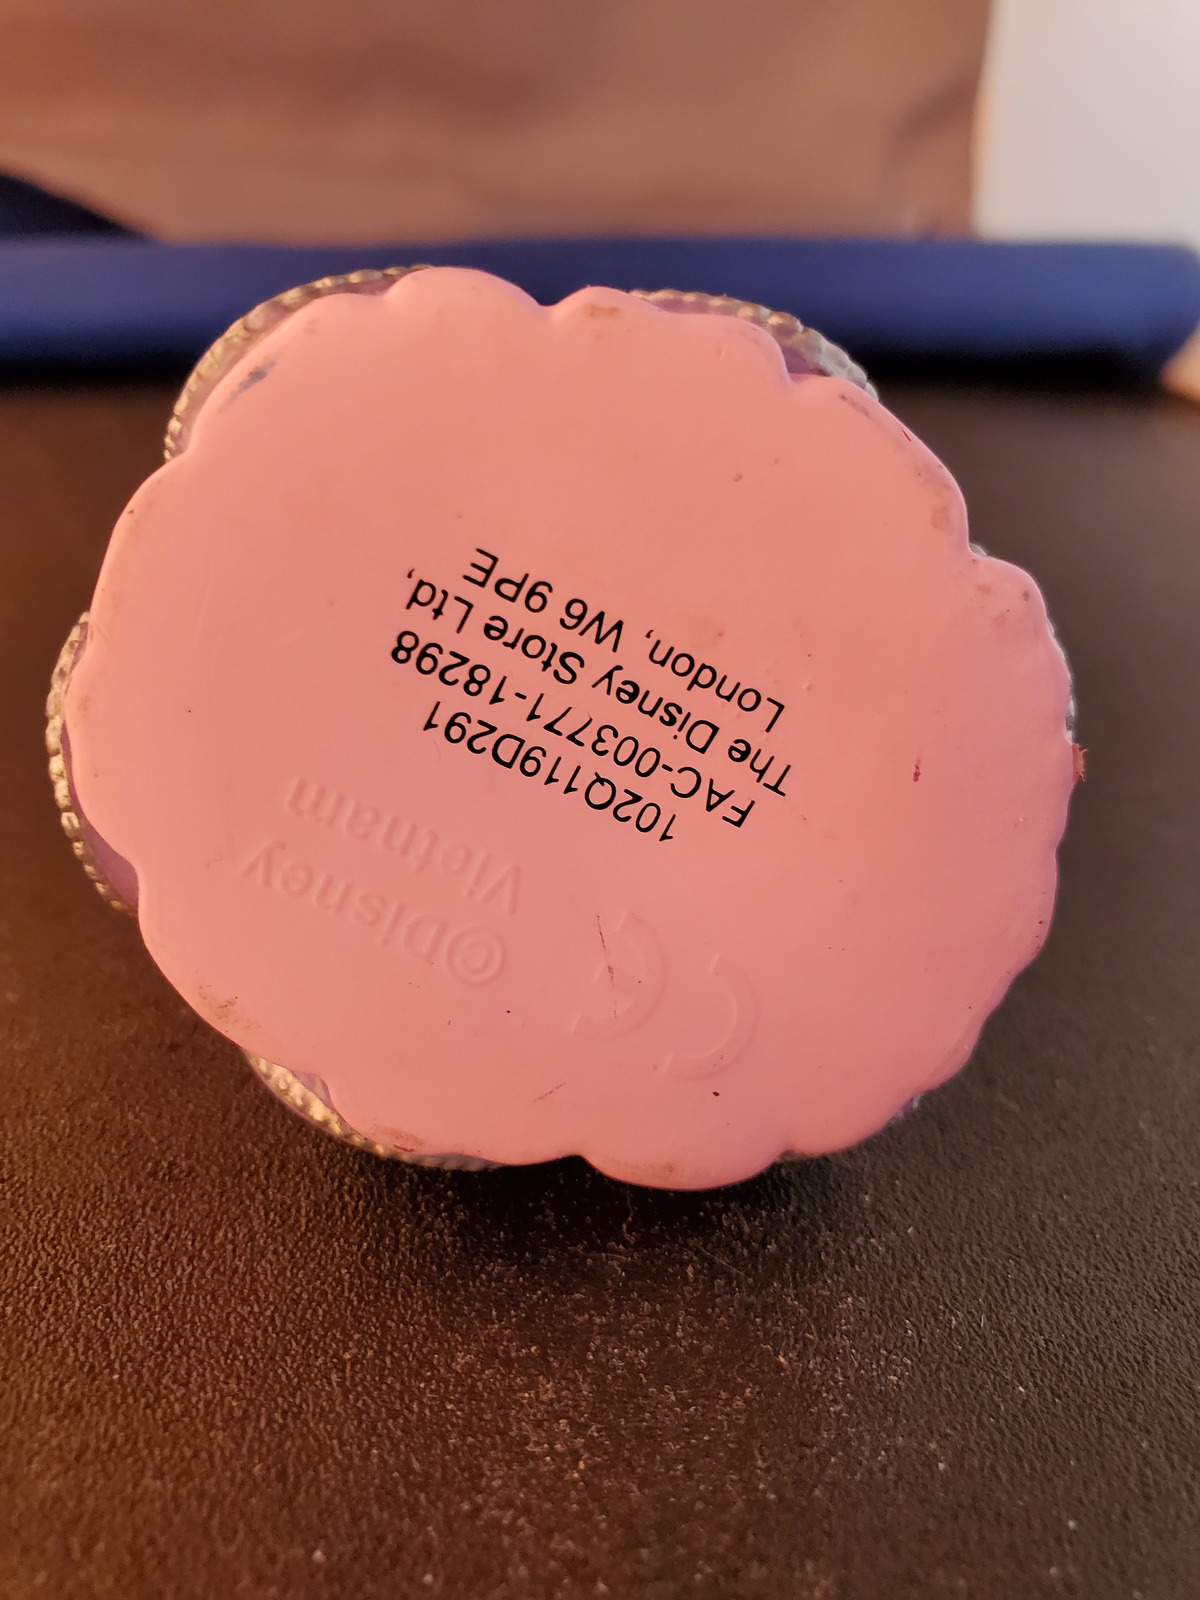 102Q119D291
FAC-003771-18298
The Disney Store Ltd,
London, W6 9PE
CE
©Disney
Vietnam